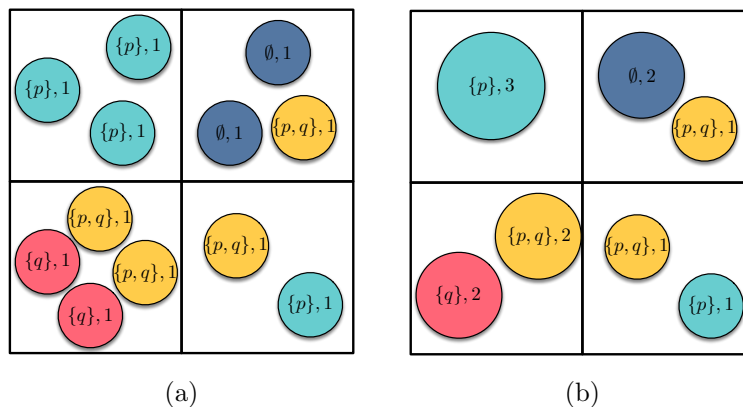 {p}, 1
{p}, 1
{p}, 1
∅, 1
∅, 1
{p, q}, 1
{p, q}, 1
{q}, 1
{p, q}, 1
{q}, 1
{p, q}, 1
{p}, 1
(a)
{p}, 3
∅, 2
{p, q}, 1
{p, q}, 2
{q}, 2
{p, q}, 1
{p}, 1
(b)